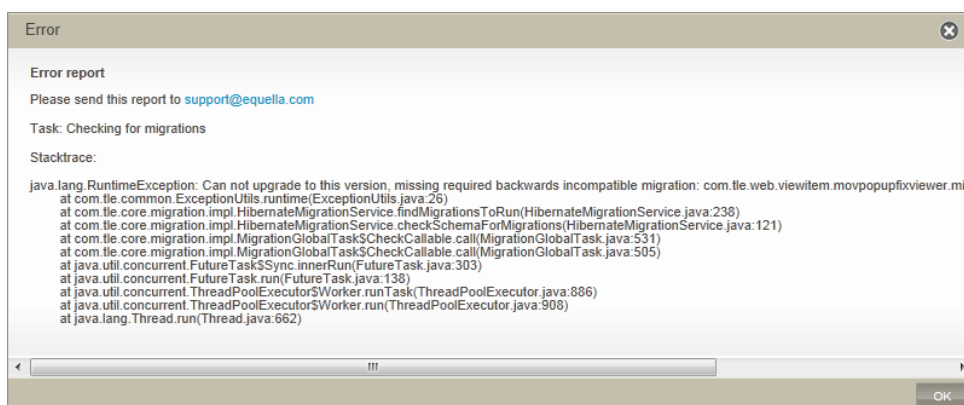 Error
Error report
Please send this report to support@equella.com
Task: Checking for migrations
Stacktrace:
java.lang.RuntimeException: Can not upgrade to this version, missing required backwards incompatible migration: com.tle.web.viewitem.movpopupfixviewer.mi
at com.tle.common.ExceptionUtils.runtime(ExceptionUtils.java:26)
at com.tle.core.migration.impl.HibernateMigrationService.findMigrationsToRun(HibernateMigrationService.java:238)
at com.tle.core.migration.impl.HibernateMigrationService.checkSchemaForMigrations(HibernateMigrationService.java:121)
at com.tle.core.migration.impl.MigrationGlobalTask$CheckCallable.call(MigrationGlobalTask.java:531)
at com.tle.core.migration.impl.MigrationGlobalTask$CheckCallable.call(MigrationGlobalTask.java:505)
at java.util.concurrent.FutureTask$Sync.innerRun(FutureTask.java:303)
at java.util.concurrent.FutureTask.run(FutureTask.java:138)
at java.util.concurrent.ThreadPoolExecutor$Worker.runTask(ThreadPoolExecutor.java:886)
at java.util.concurrent.ThreadPoolExecutor$Worker.run(ThreadPoolExecutor.java:908)
at java.lang.Thread.run(Thread.java:662)
OK